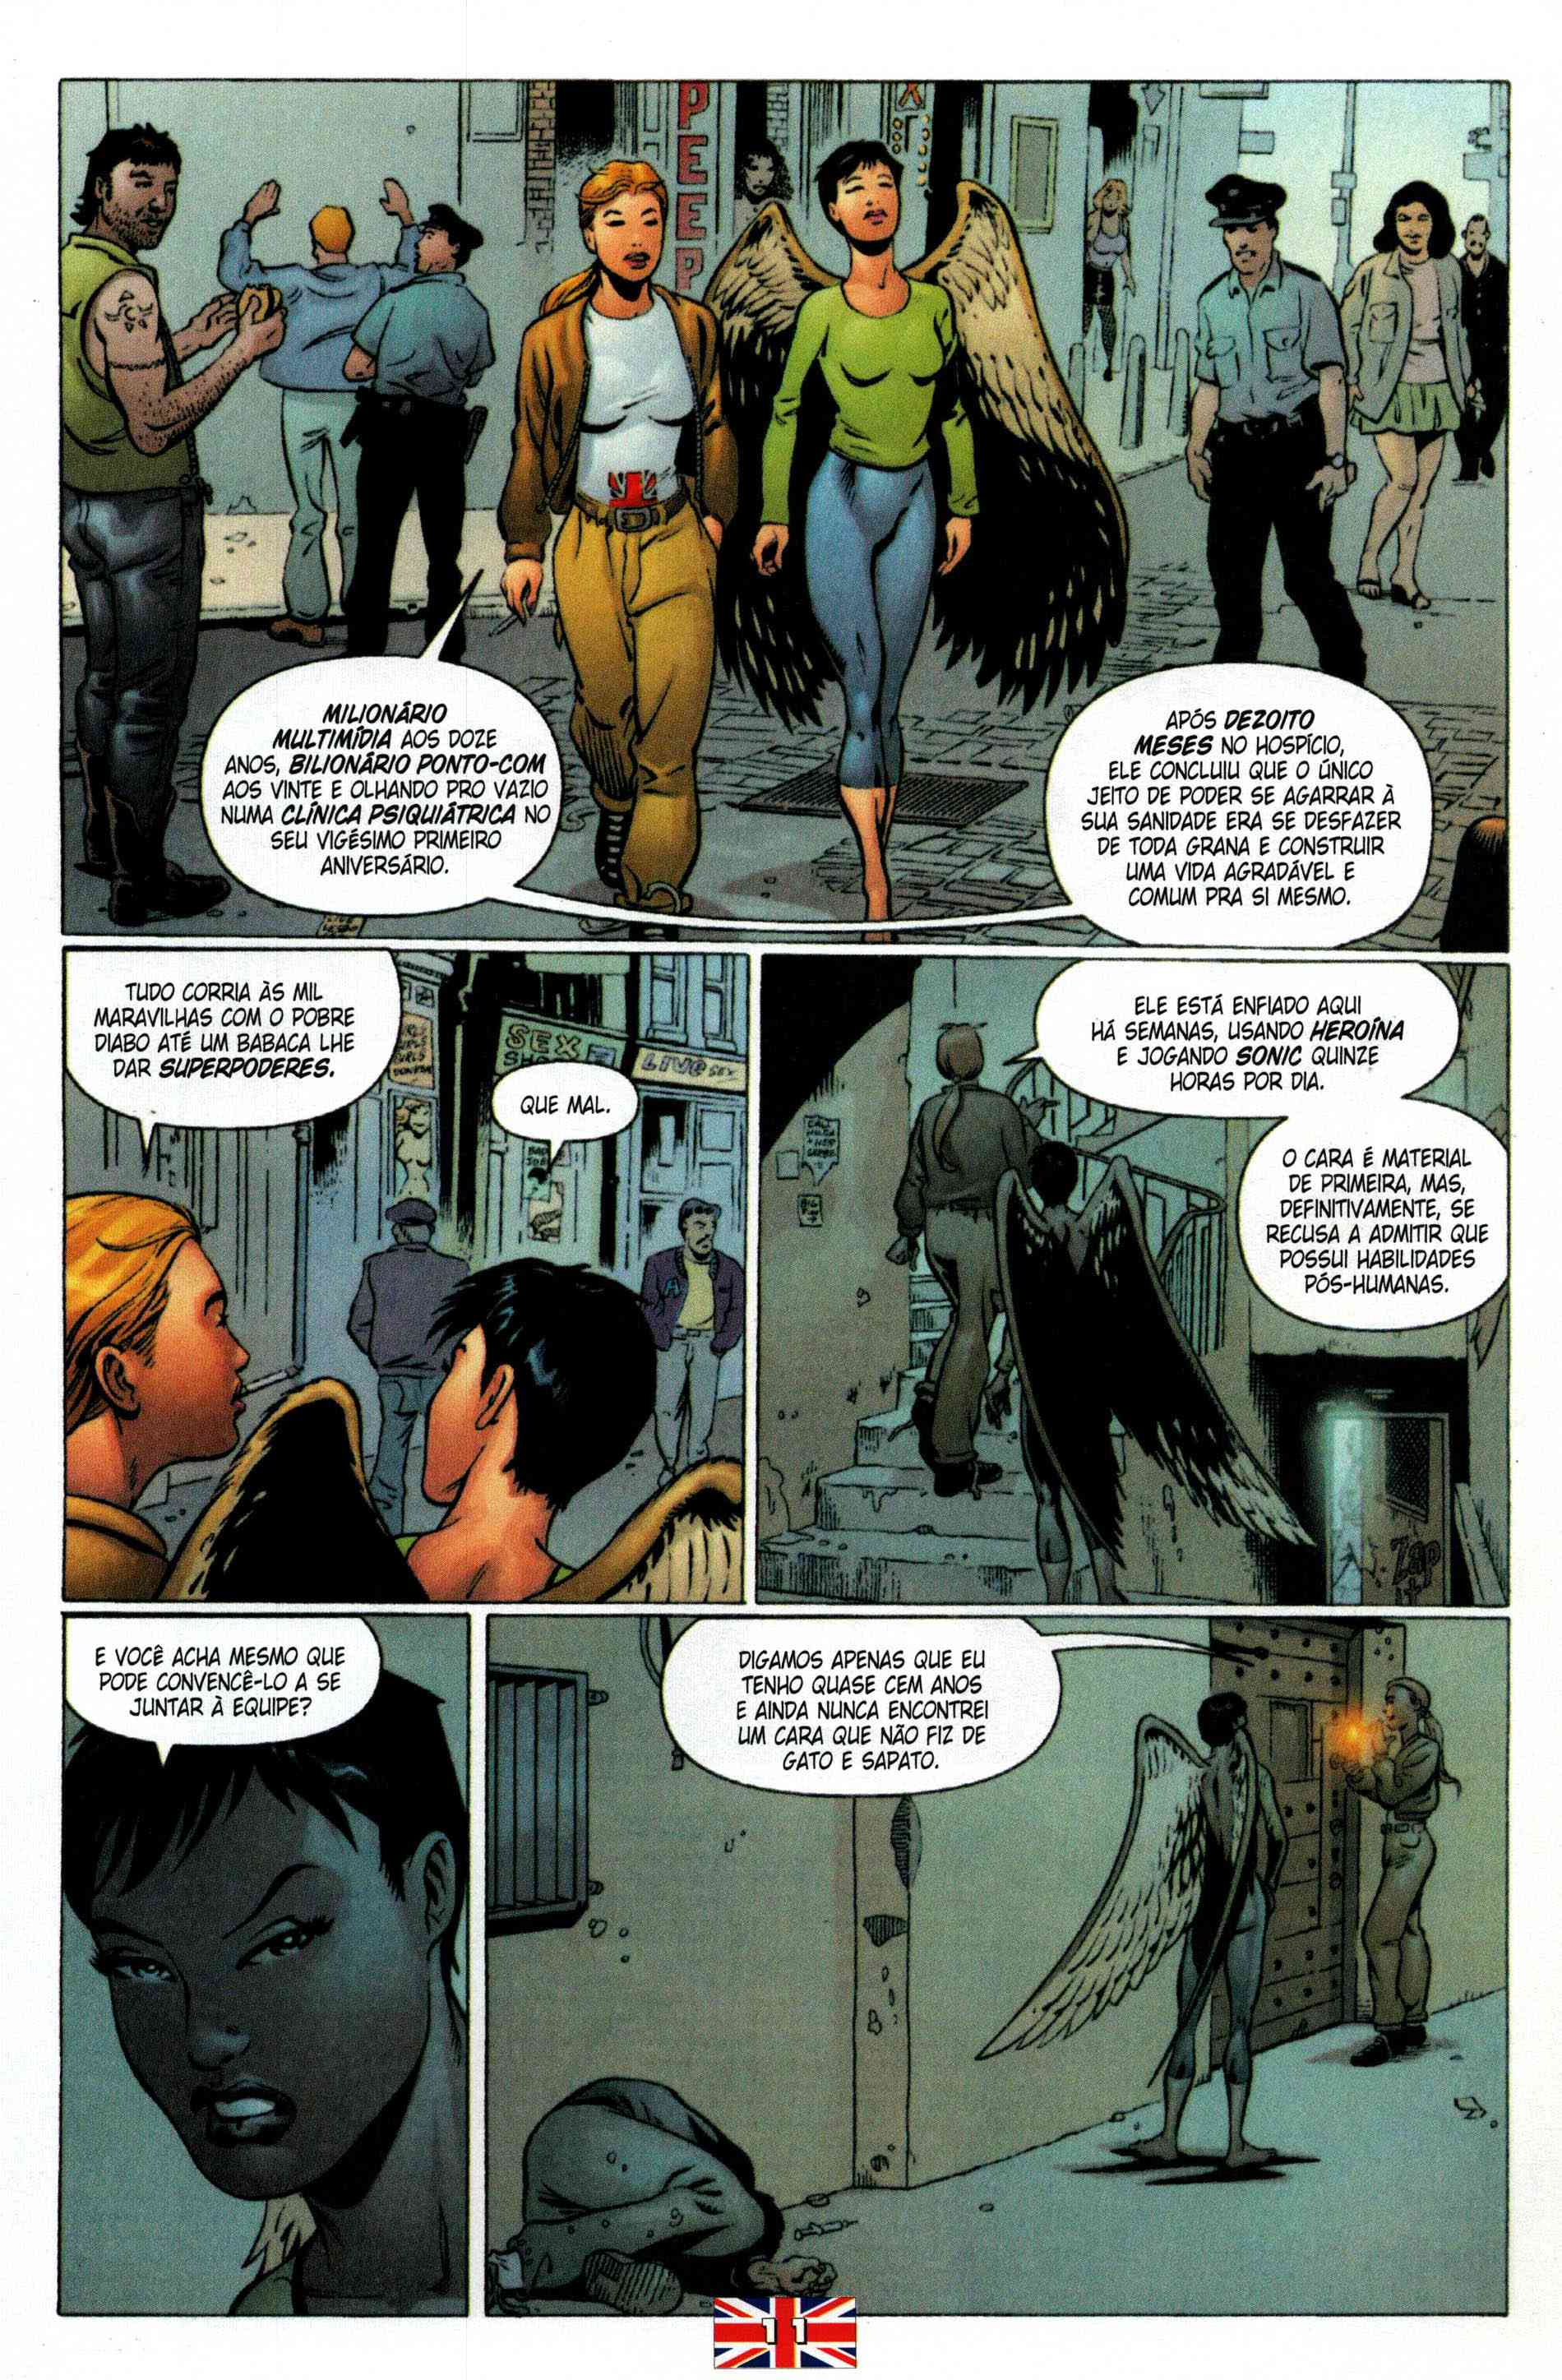 PEEP
X
MILIONÁRIO
MULTIMÍDIA AOS DOZE
ANOS, BILIONÁRIO PONTO-COM
AOS VINTE E OLHANDO PRO VAZIO
NUMA CLÍNICA PSIQUIÁTRICA NO
SEU VIGÉSIMO PRIMEIRO
ANIVERSÁRIO.
APÓS DEZOITO
MESES NO HOSPÍCIO,
ELE CONCLUIU QUE O ÚNICO
JEITO DE PODER SE AGARRAR À
SUA SANIDADE ERA SE DESFAZER
DE TODA GRANA E CONSTRUIR
UMA VIDA AGRADÁVEL E
COMUM PRA SI MESMO.
TUDO CORRIA ÀS MIL
MARAVILHAS COM O POBRE
DIABO ATÉ UM BABACA LHE
DAR SUPERPODERES.
SEX
LIVE SEX
QUE MAL.
A
ELE ESTÁ ENFIADO AQUI
HÁ SEMANAS, USANDO HEROÍNA
E JOGANDO SONIC QUINZE
HORAS POR DIA.
O CARA É MATERIAL
DE PRIMEIRA, MAS,
DEFINITIVAMENTE, SE
RECUSA A ADMITIR QUE
POSSUI HABILIDADES
PÓS-HUMANAS.
ZAP
E VOCÊ ACHA MESMO QUE
PODE CONVENCÊ-LO A SE
JUNTAR À EQUIPE?
DIGAMOS APENAS QUE EU
TENHO QUASE CEM ANOS
E AINDA NUNCA ENCONTREI
UM CARA QUE NÃO FIZ DE
GATO E SAPATO.
11